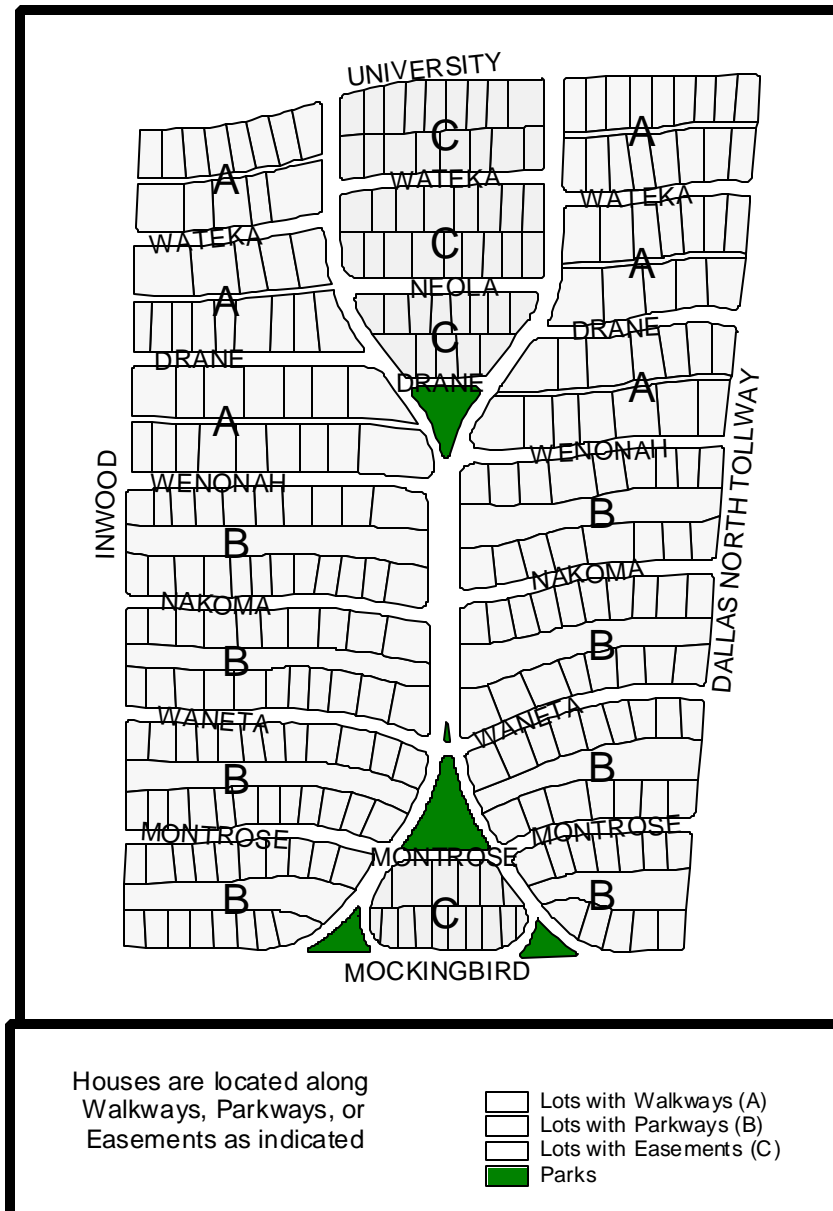 UNIVERSITY
C
A
A
WATEKA
WATEKA
WATEKA
C
A
A
NEOLA
DRANE
C
DRANE
DRANE
A
A
WENONAH
WENONAH
INWOOD
DALLAS NORTH TOLLWAY
B
B
NAKOMA
NAKOMA
B
B
WANETA
WANETA
B
B
MONTROSE
MONTROSE
MONTROSE
B
B
C
MOCKINGBIRD
Houses are located along
Walkways, Parkways, or
Easements as indicated
Lots with Walkways (A)
Lots with Parkways (B)
Lots with Easements (C)
Parks